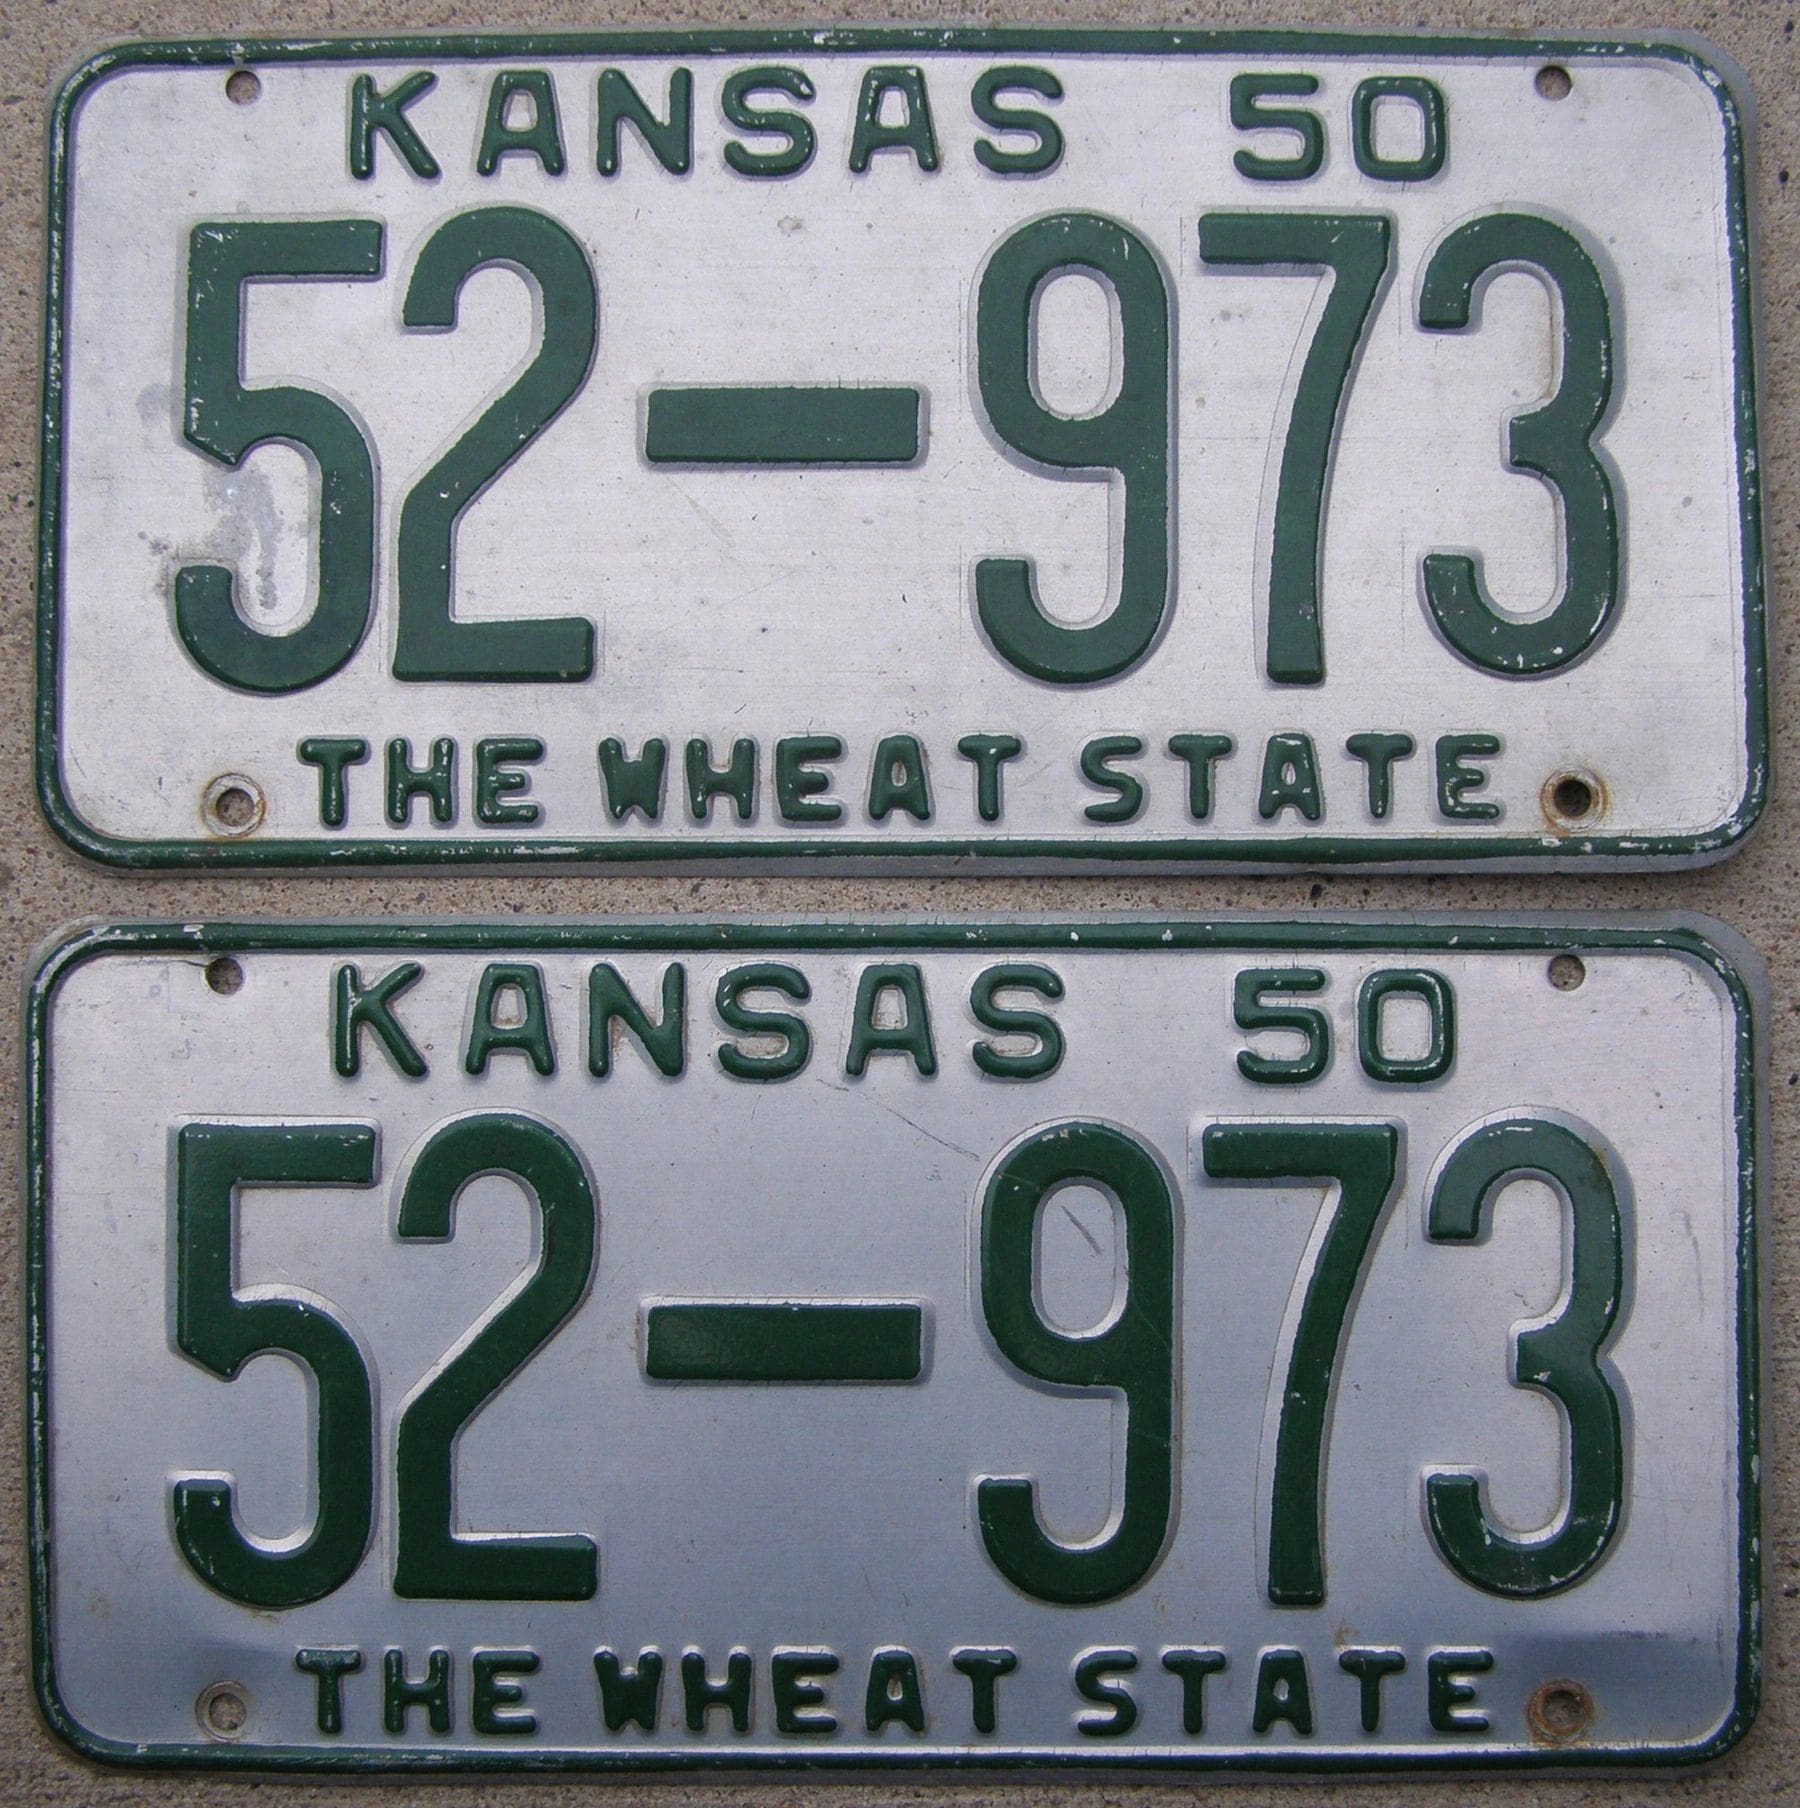 KANSAS 50
52-973
THE WHEAT STATE
KANSAS 50
52-973
THE WHEAT STATE